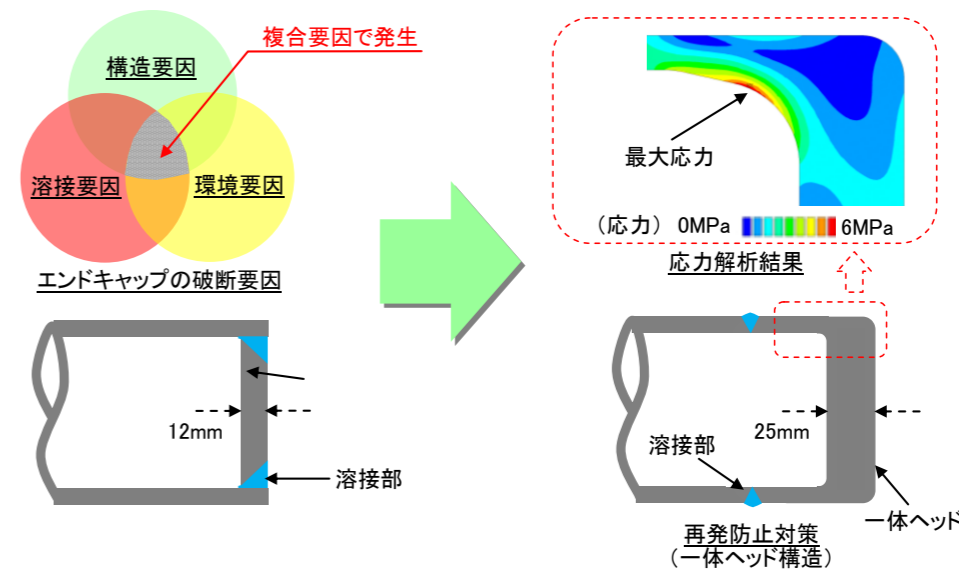 複合要因で発生
構造要因
溶接要因
環境要因
エンドキャップの破断要因
12mm
溶接部
最大応力
(応力) 0MPa 6MPa
応力解析結果
25mm
溶接部
一体ヘッド
再発防止対策
(一体ヘッド構造)